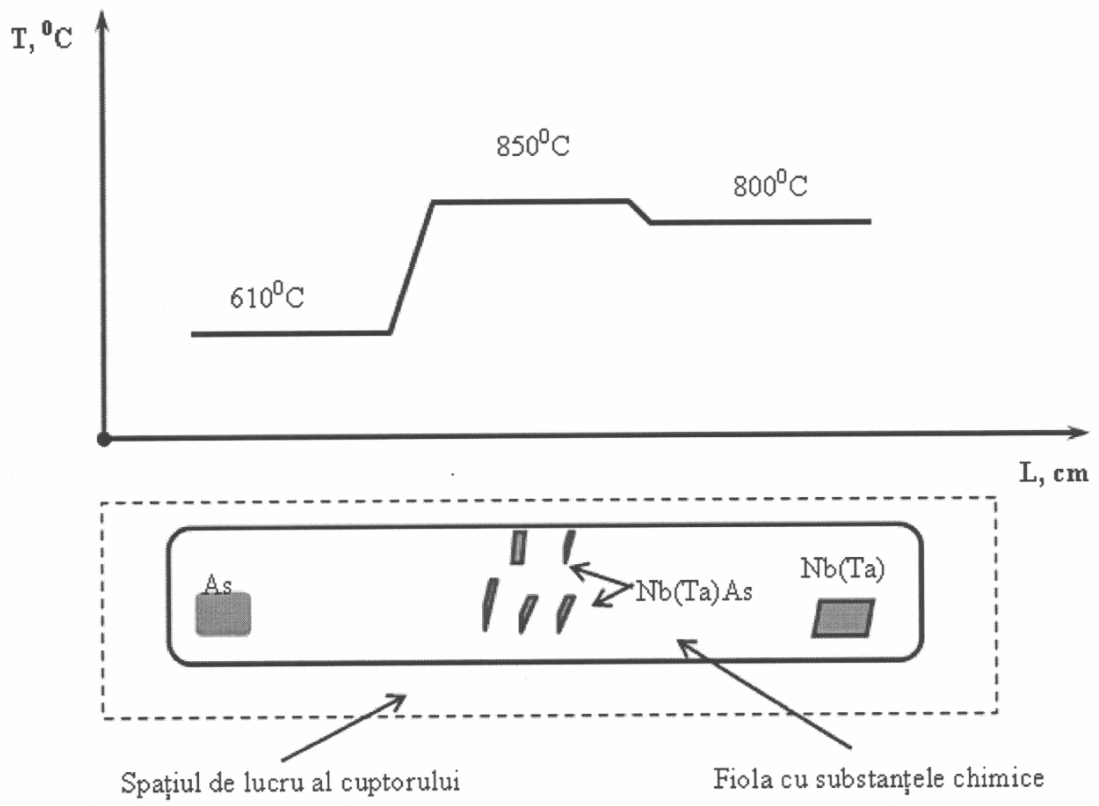 T, ⁰C
850⁰C
800⁰C
610⁰C
L, cm
As
Nb(Ta)As
Nb(Ta)
Spațiul de lucru al cuptorului
Fiola cu substanțele chimice